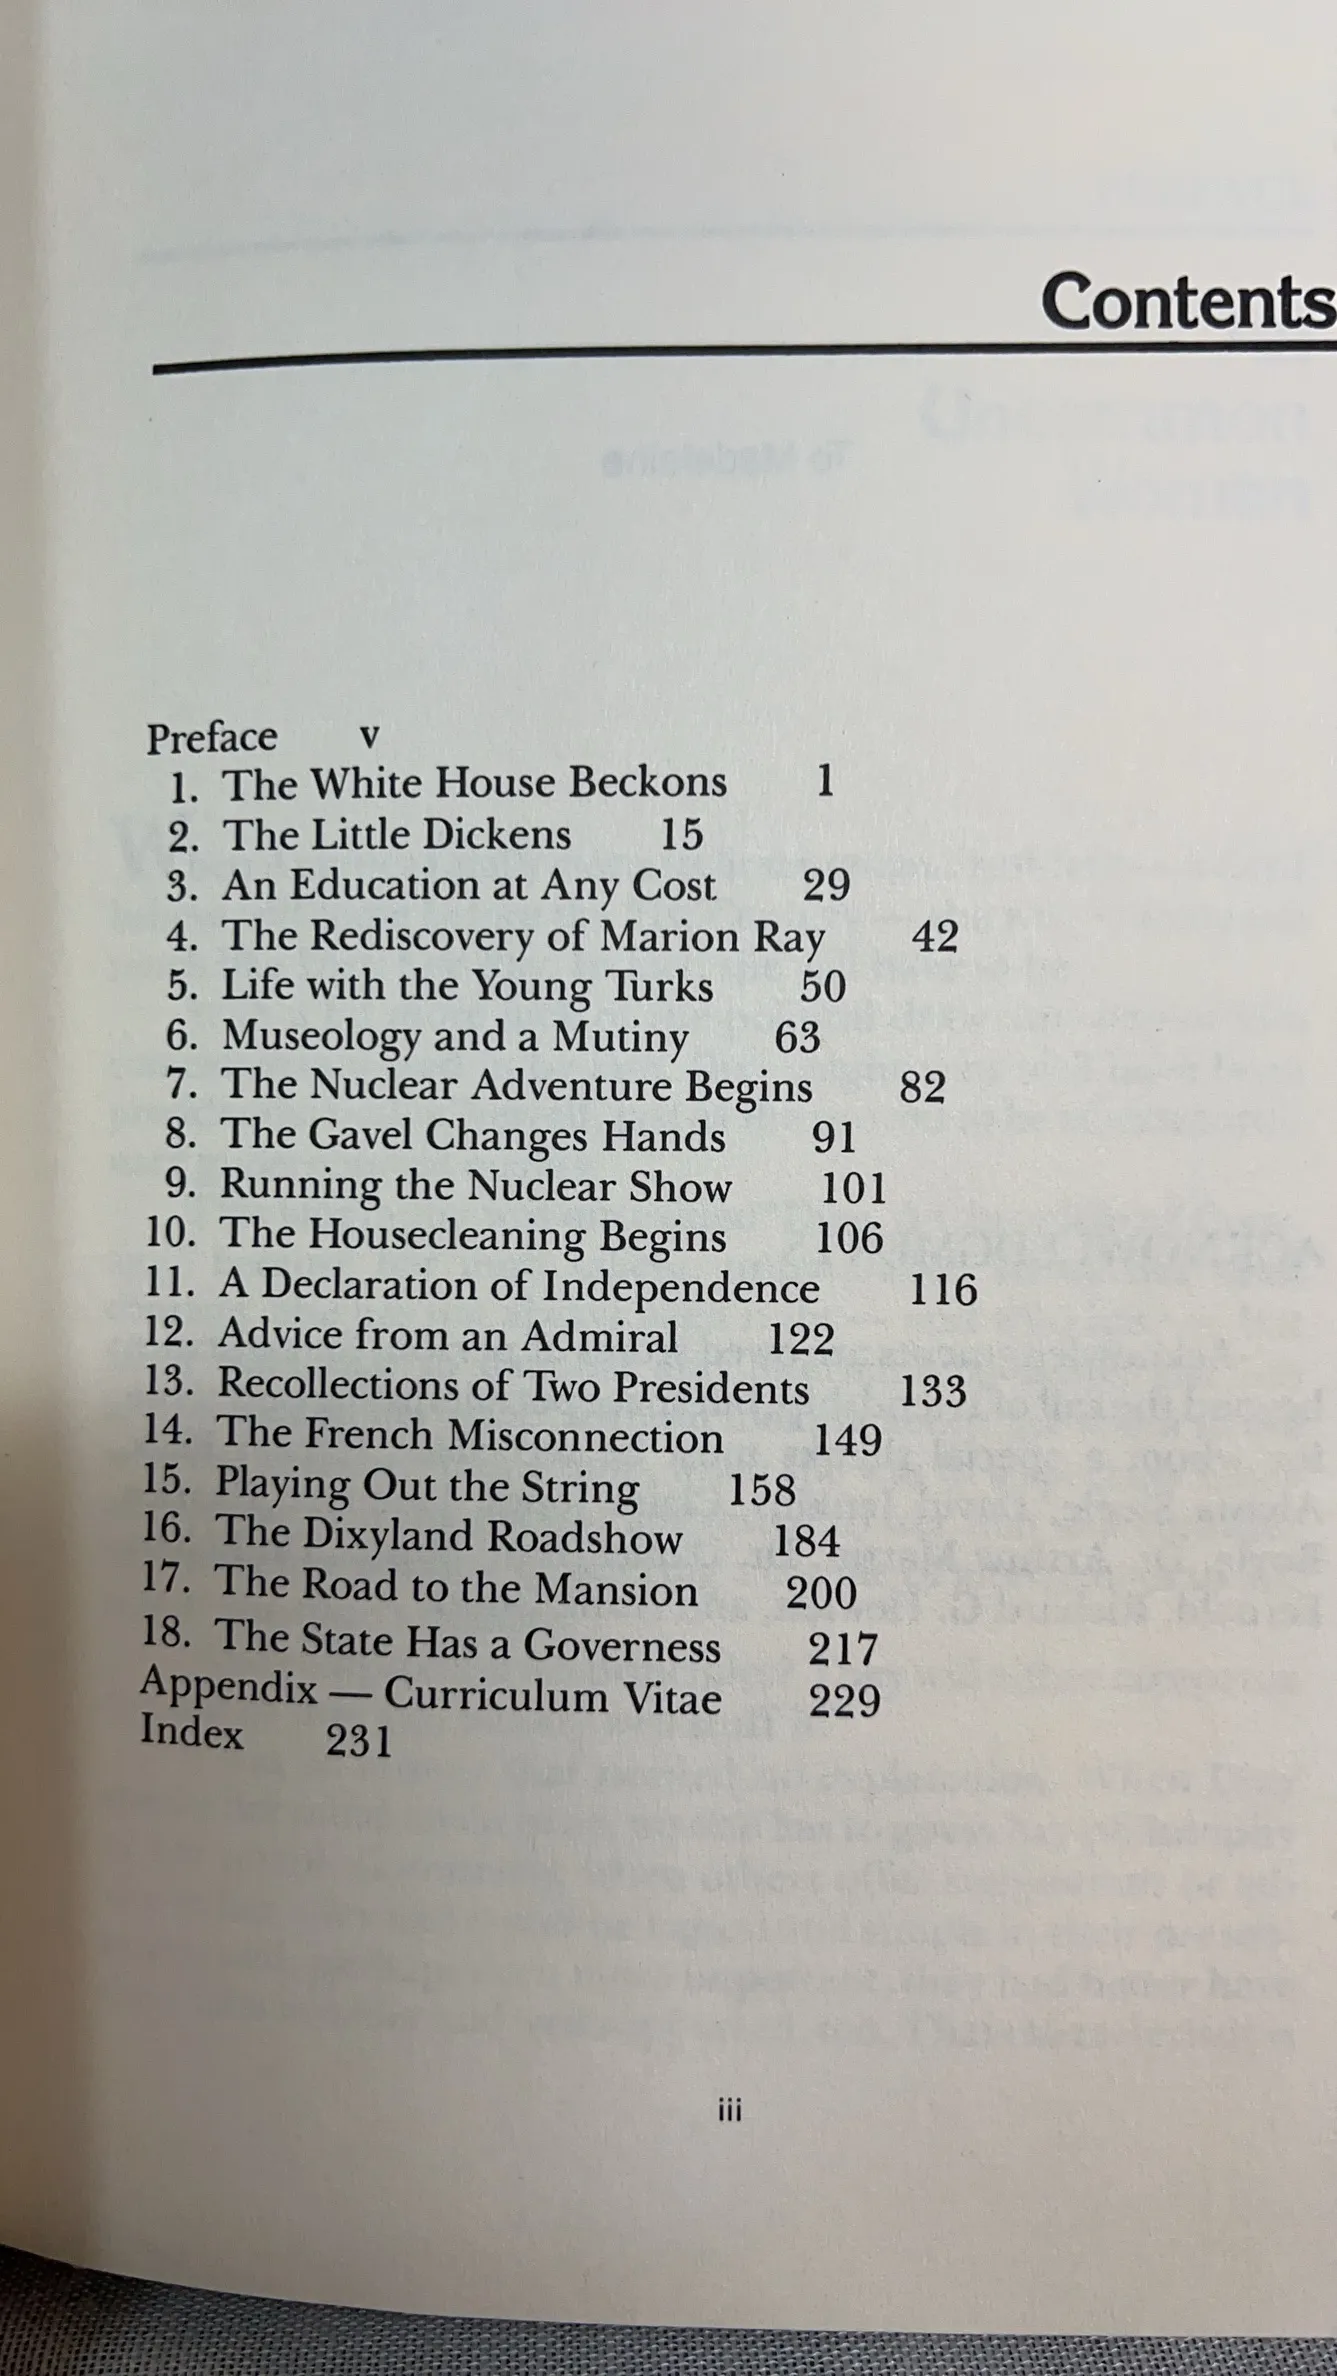 Contents
To Madeleine
Preface v
1. The White House Beckons 1
2. The Little Dickens 15
3. An Education at Any Cost 29
4. The Rediscovery of Marion Ray 42
5. Life with the Young Turks 50
6. Museology and a Mutiny 63
7. The Nuclear Adventure Begins 82
8. The Gavel Changes Hands 91
9. Running the Nuclear Show 101
10. The Housecleaning Begins 106
11. A Declaration of Independence 116
12. Advice from an Admiral 122
13. Recollections of Two Presidents 133
14. The French Misconnection 149
15. Playing Out the String 158
16. The Dixyland Roadshow 184
17. The Road to the Mansion 200
18. The State Has a Governess 217
Appendix — Curriculum Vitae 229
Index 231
iii